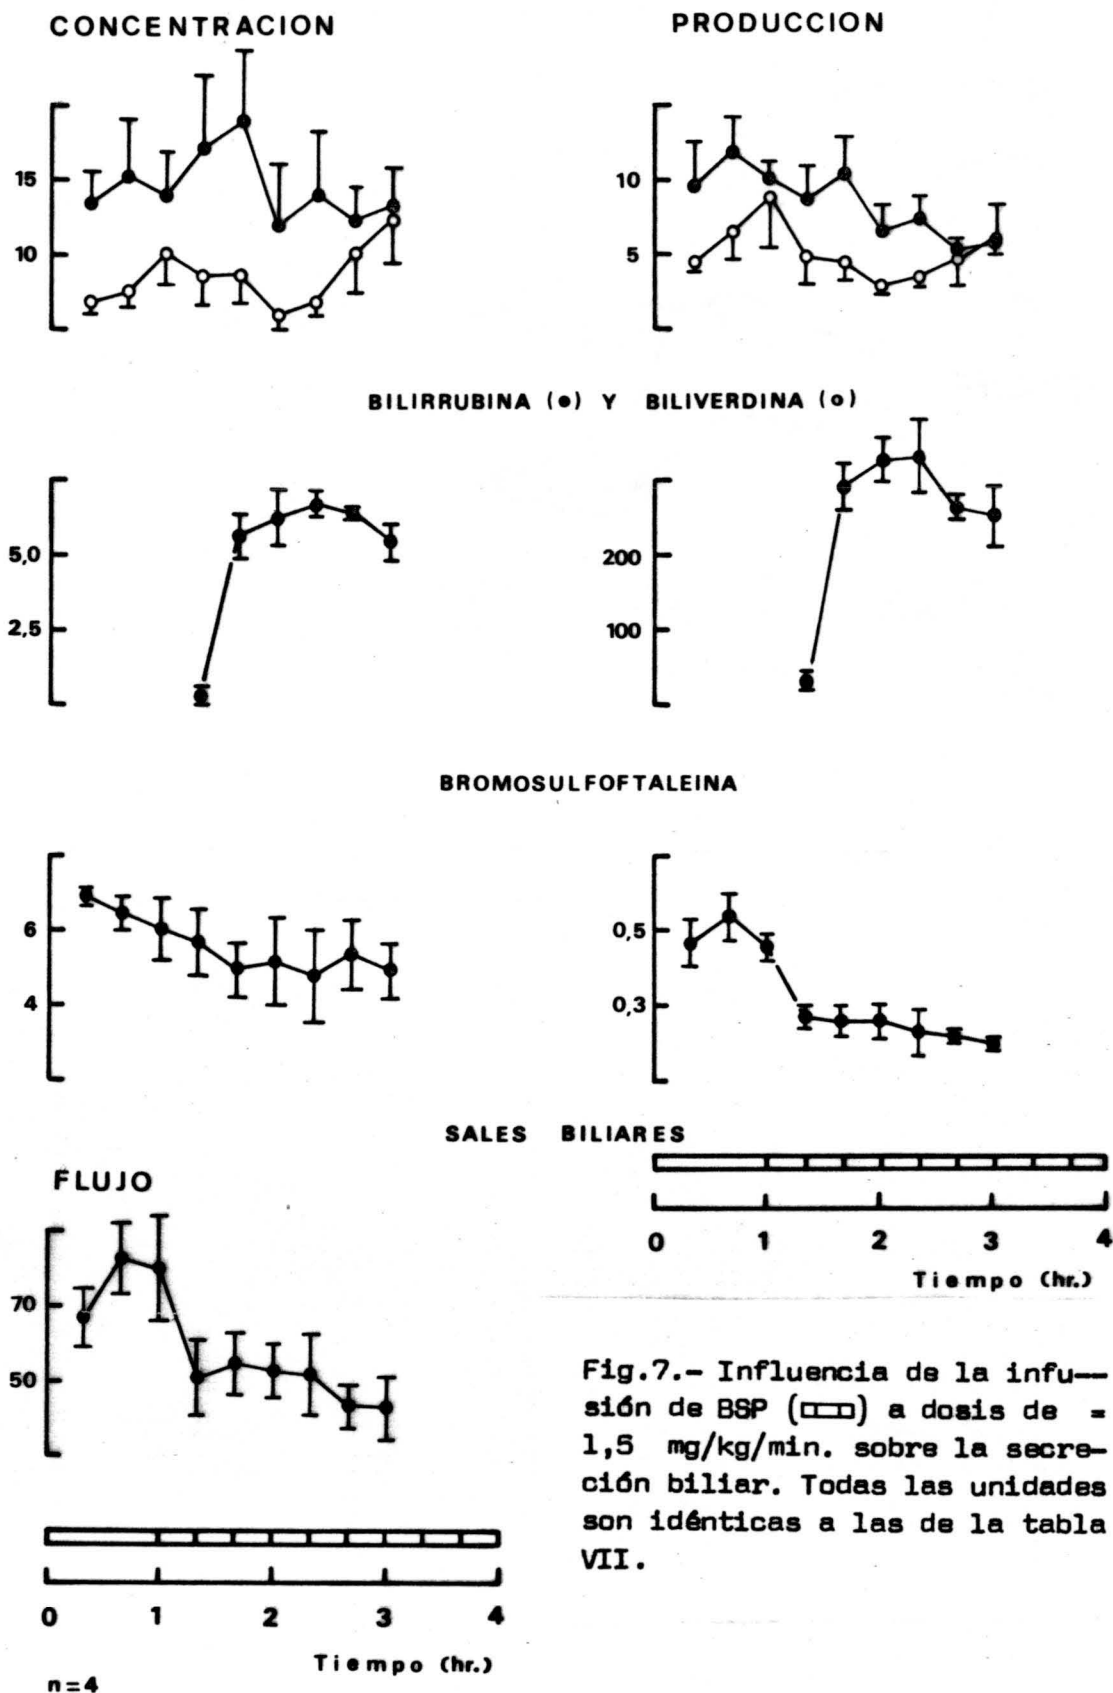 CONCENTRACION
PRODUCCION
15
10
10
5
BILIRRUBINA (●) Y BILIVERDINA (o)
5,0
2,5
200
100
BROMOSULFOFTALEINA
6
4
0,5
0,3
SALES BILIARES
0 1 2 3 4
Tiempo (hr.)
FLUJO
70
50
0 1 2 3 4
Tiempo (hr.)
n=4
Fig.7.- Influencia de la infu--
sión de BSP (▭▭▭) a dosis de =
1,5 mg/kg/min. sobre la secre-
ción biliar. Todas las unidades
son idénticas a las de la tabla
VII.